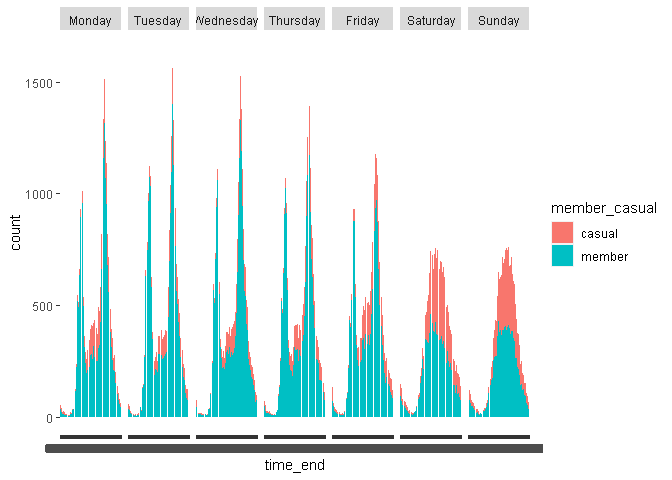 Monday Tuesday Wednesday Thursday Friday Saturday Sunday
1500
1000
500
0
count
time_end
member_casual
casual
member